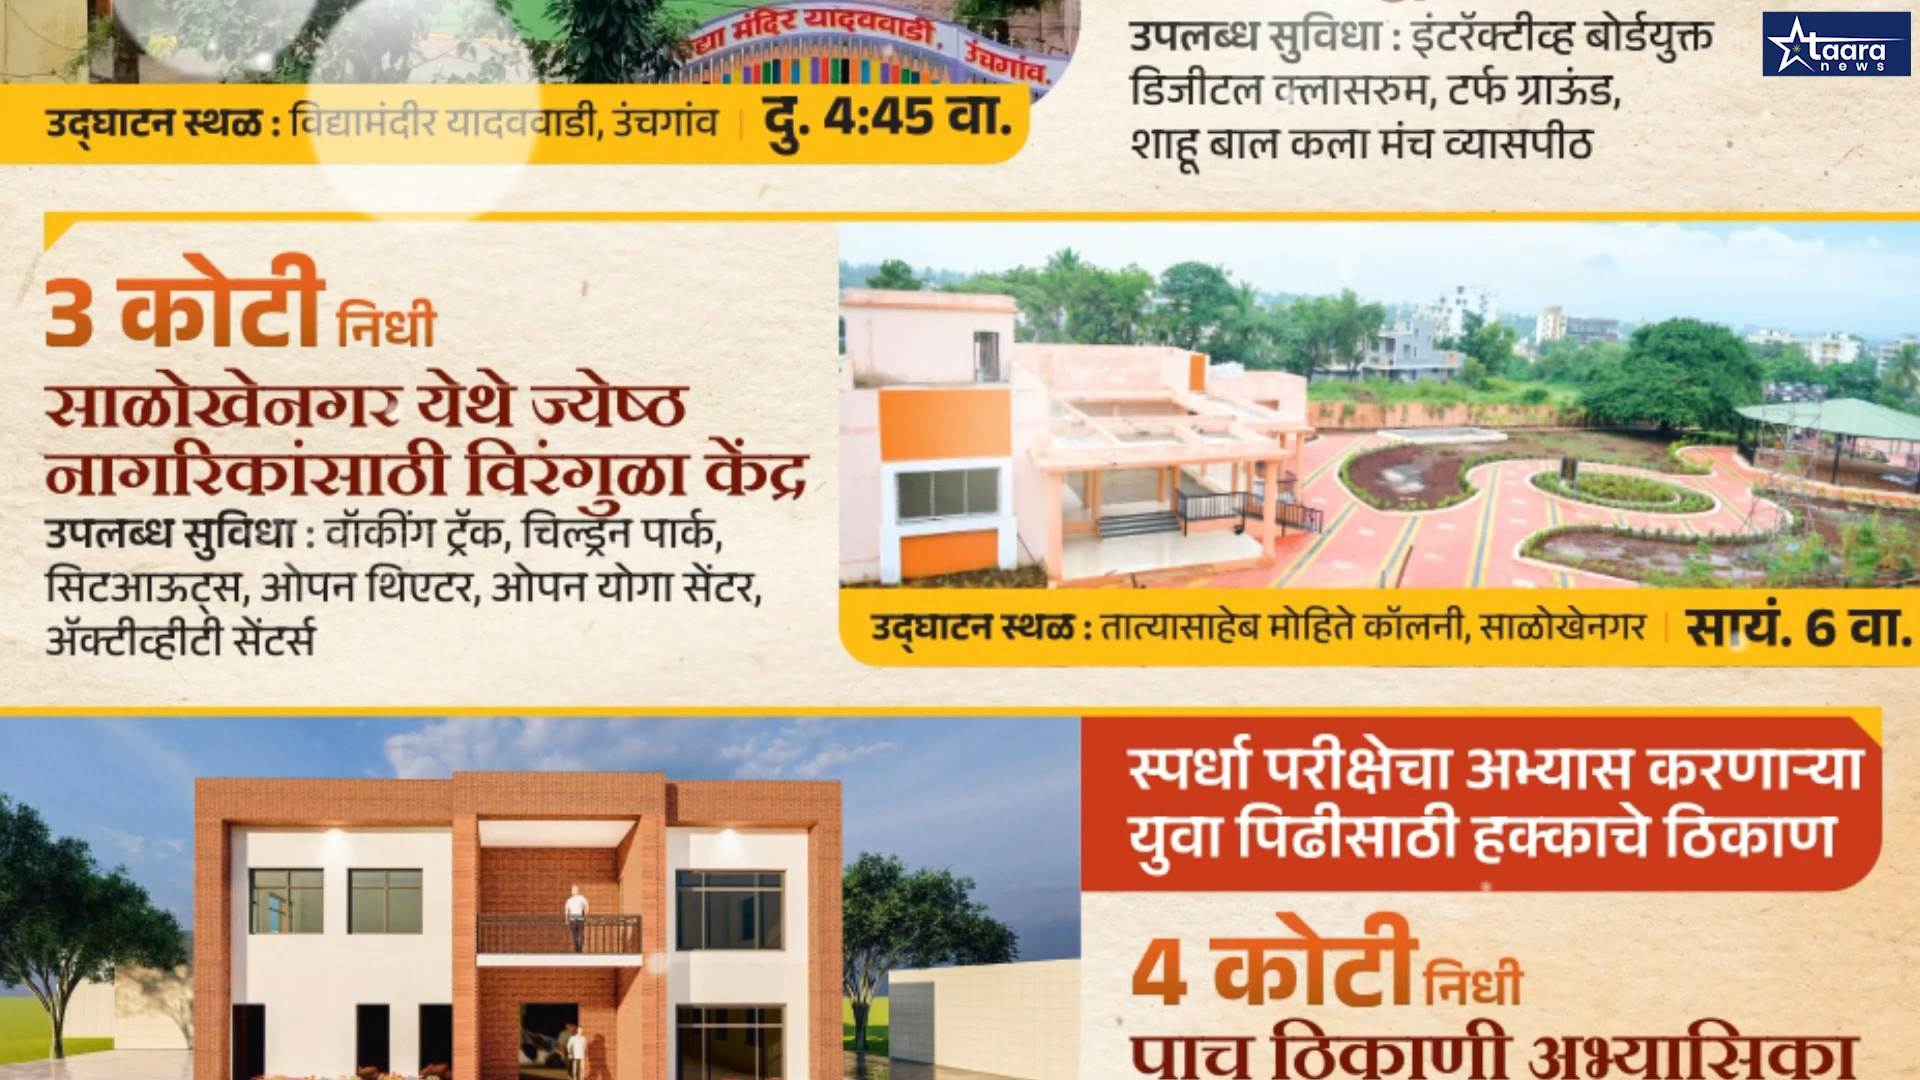 द्या मंदिर यादववाडी, उंचगांव.
उद्घाटन स्थळ : विद्यामंदीर यादववाडी, उंचगांव | दु. 4:45 वा.
उपलब्ध सुविधा : इंटरॅक्टीव्ह बोर्डयुक्त
डिजीटल क्लासरुम, टर्फ ग्राऊंड,
शाहू बाल कला मंच व्यासपीठ
taara
news
3 कोटी निधी
साळोखेनगर येथे ज्येष्ठ
नागरिकांसाठी विरंगुळा केंद्र
उपलब्ध सुविधा : वॉकींग ट्रॅक, चिल्ड्रन पार्क,
सिटआऊट्स, ओपन थिएटर, ओपन योगा सेंटर,
ॲक्टीव्हीटी सेंटर्स
उद्घाटन स्थळ : तात्यासाहेब मोहिते कॉलनी, साळोखेनगर | सायं. 6 वा.
स्पर्धा परीक्षेचा अभ्यास करणाऱ्या
युवा पिढीसाठी हक्काचे ठिकाण
4 कोटी निधी
पाच ठिकाणी अभ्यासिका